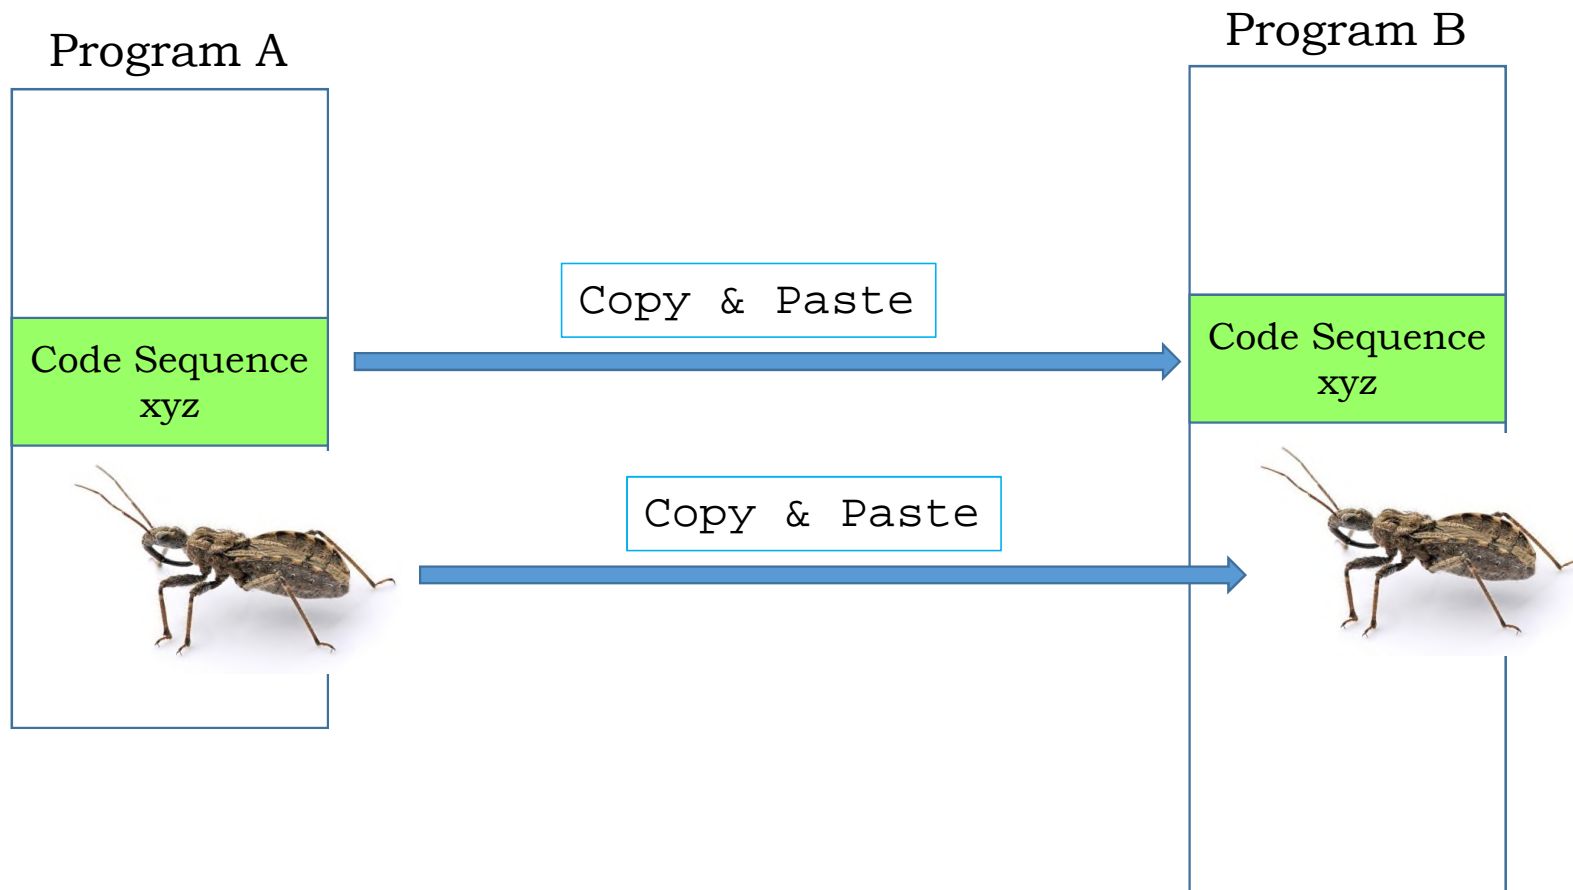 Program A
Program B
Copy & Paste
Code Sequence
xyz
Code Sequence
xyz
Copy & Paste